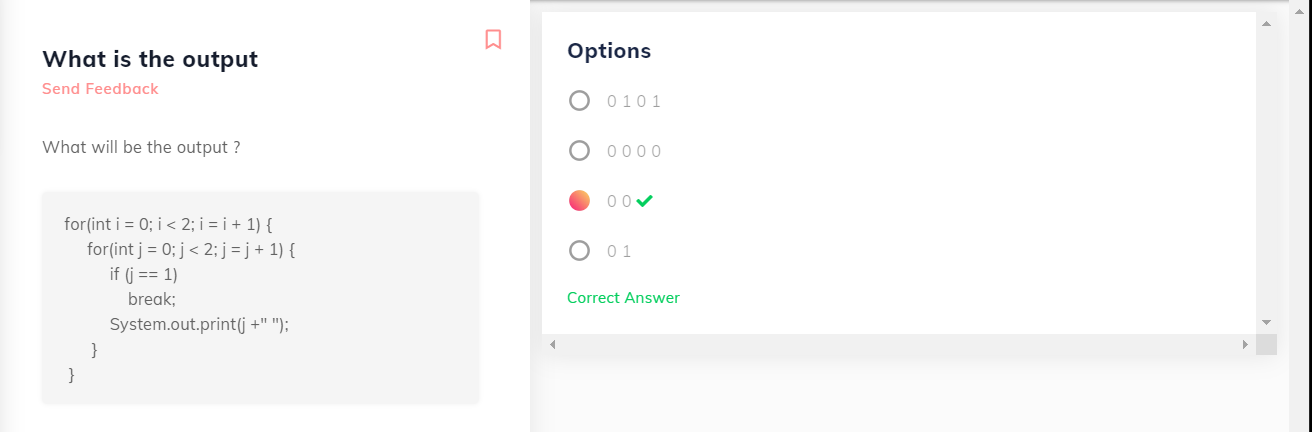 What is the output
Send Feedback
What will be the output ?
for(int i = 0; i < 2; i = i + 1) {
for(int j = 0; j < 2; j = j + 1) {
if (j == 1)
break;
System.out.print(j +" ");
}
}
Options
0 1 0 1
0 0 0 0
0 0
0 1
Correct Answer